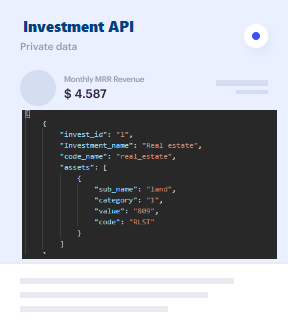 Investment API
Private data
Monthly MRR Revenue
$ 4.587
[
{
"invest_id": "1",
"Investment_name": "Real estate",
"code_name": "real_estate",
"assets": [
{
"sub_name": "land",
"category": "1",
"value": "809",
"code": "RLST"
}
]